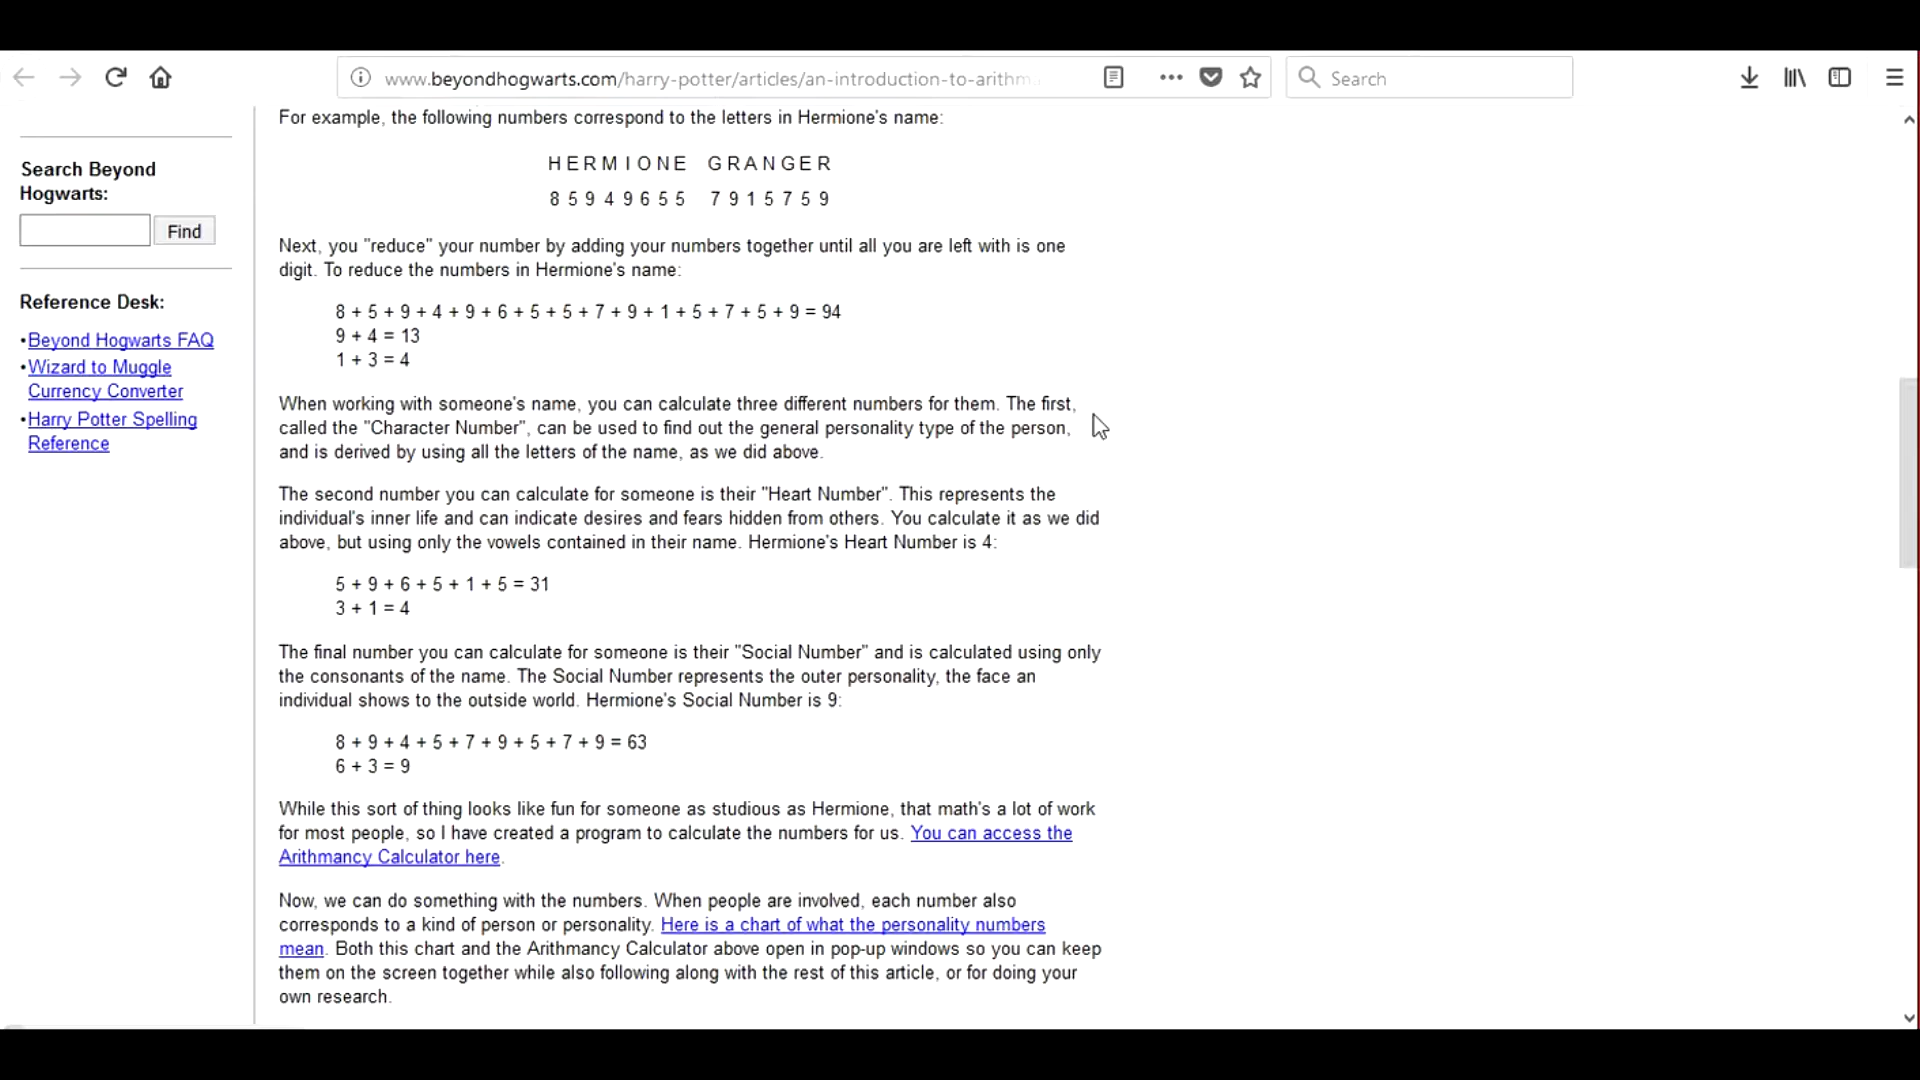 www.beyondhogwarts.com/harry-potter/articles/an-introduction-to-arithm
Search
Search Beyond
Hogwarts:
Find
Reference Desk:
•Beyond Hogwarts FAQ
•Wizard to Muggle
Currency Converter
•Harry Potter Spelling
Reference
For example, the following numbers correspond to the letters in Hermione's name:
H E R M I O N E G R A N G E R
8 5 9 4 9 6 5 5 7 9 1 5 7 5 9
Next, you "reduce" your number by adding your numbers together until all you are left with is one
digit. To reduce the numbers in Hermione's name:
8 + 5 + 9 + 4 + 9 + 6 + 5 + 5 + 7 + 9 + 1 + 5 + 7 + 5 + 9 = 94
9 + 4 = 13
1 + 3 = 4
When working with someone's name, you can calculate three different numbers for them. The first,
called the "Character Number", can be used to find out the general personality type of the person,
and is derived by using all the letters of the name, as we did above.
The second number you can calculate for someone is their "Heart Number". This represents the
individual's inner life and can indicate desires and fears hidden from others. You calculate it as we did
above, but using only the vowels contained in their name. Hermione's Heart Number is 4:
5 + 9 + 6 + 5 + 1 + 5 = 31
3 + 1 = 4
The final number you can calculate for someone is their "Social Number" and is calculated using only
the consonants of the name. The Social Number represents the outer personality, the face an
individual shows to the outside world. Hermione's Social Number is 9:
8 + 9 + 4 + 5 + 7 + 9 + 5 + 7 + 9 = 63
6 + 3 = 9
While this sort of thing looks like fun for someone as studious as Hermione, that math's a lot of work
for most people, so I have created a program to calculate the numbers for us. You can access the
Arithmancy Calculator here.
Now, we can do something with the numbers. When people are involved, each number also
corresponds to a kind of person or personality. Here is a chart of what the personality numbers
mean. Both this chart and the Arithmancy Calculator above open in pop-up windows so you can keep
them on the screen together while also following along with the rest of this article, or for doing your
own research.